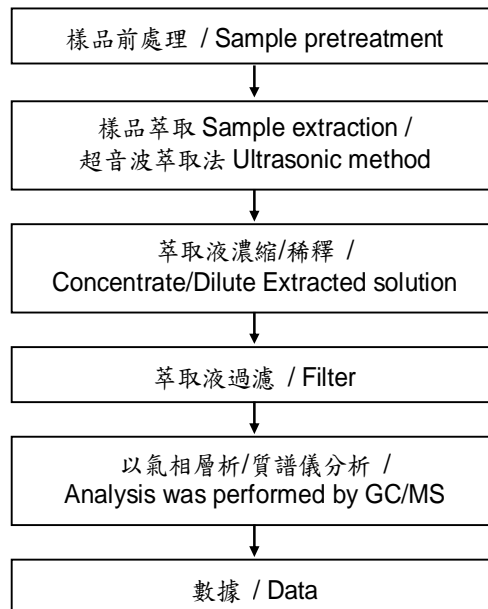 樣品前處理 / Sample pretreatment
樣品萃取 Sample extraction /
超音波萃取法 Ultrasonic method
萃取液濃縮/稀釋 /
Concentrate/Dilute Extracted solution
萃取液過濾 / Filter
以氣相層析/質譜儀分析 /
Analysis was performed by GC/MS
數據 / Data